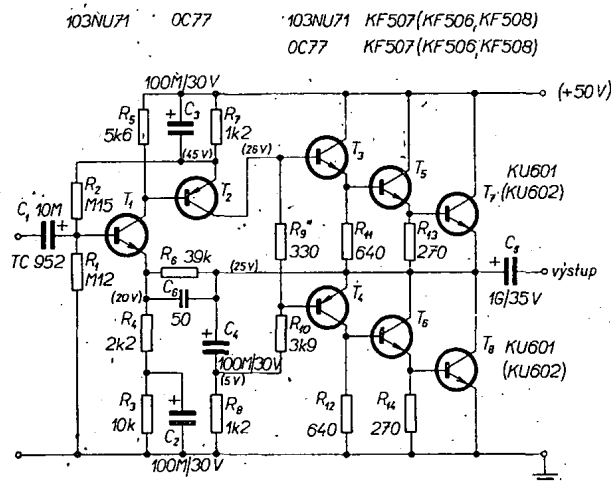 103NU71 OC77 103NU71 KF507(KF506,KF508)
OC77 KF507(KF506,KF508)
100M/30V
(+50V)
R5
5k6
C3
R7
1k2
(45V)
(26V)
T3
T5
T2
T7
KU601
(KU602)
R2
M15
T1
C1 10M
TC 952
R1
M12
R9*
330
R11
640
R13
270
C5
výstup
1G/35V
R6 39k
(25V)
C6
50
(20V)
C4
T4
T6
R4
2k2
100M/30V
(5V)
R10
3k9
T8
KU601
(KU602)
R3
10k
C2
R8
1k2
R12
640
R14
270
100M/30V